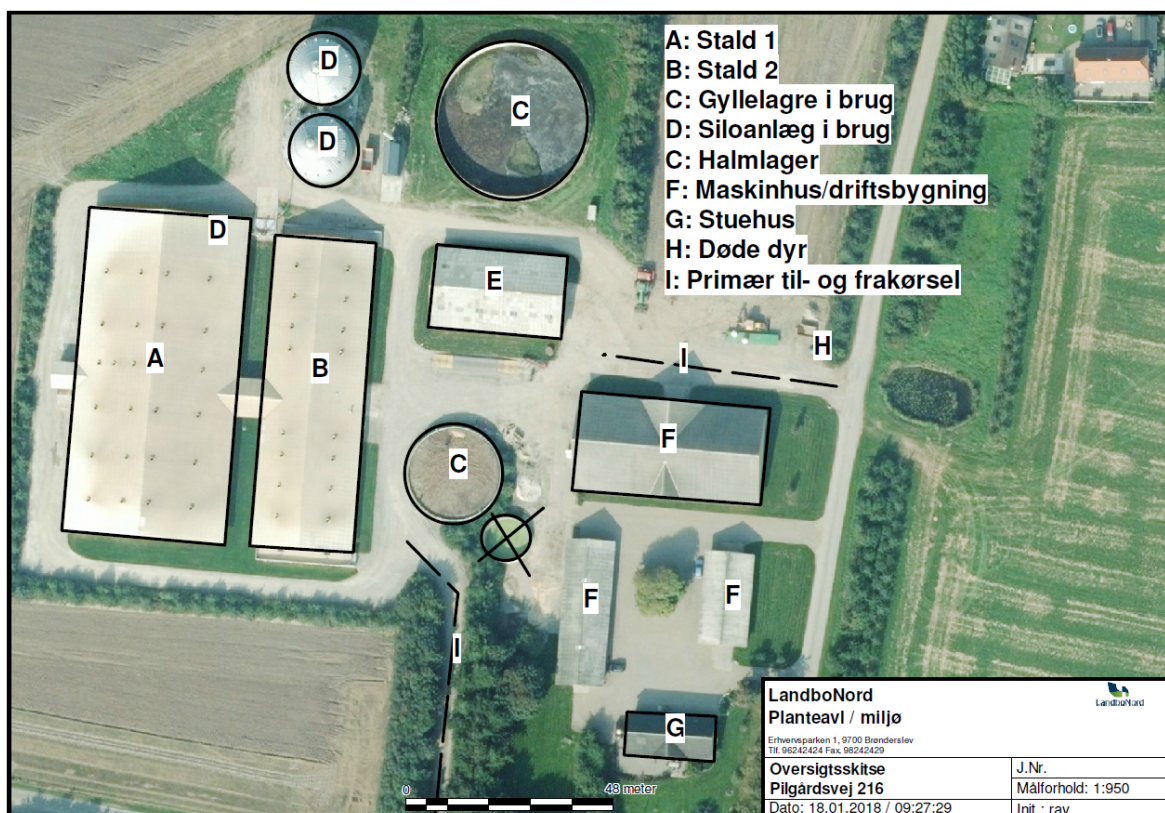 A: Stald 1
B: Stald 2
C: Gyllelagre i brug
D: Siloanlæg i brug
C: Halmlager
F: Maskinhus/driftsbygning
G: Stuehus
H: Døde dyr
I: Primær til- og frakørsel
D
C
D
D
E
A
B
I
H
F
C
F
F
I
G
0
48 meter
LandboNord
Planteavl / miljø
LandboNord
Erhvervsparken 1, 9700 Brønderslev
Tlf. 96242424 Fax. 98242429
Oversigtsskitse
Pilgårdsvej 216
J.Nr.
Målforhold: 1:950
Dato: 18.01.2018 / 09:27:29
Init.: rav